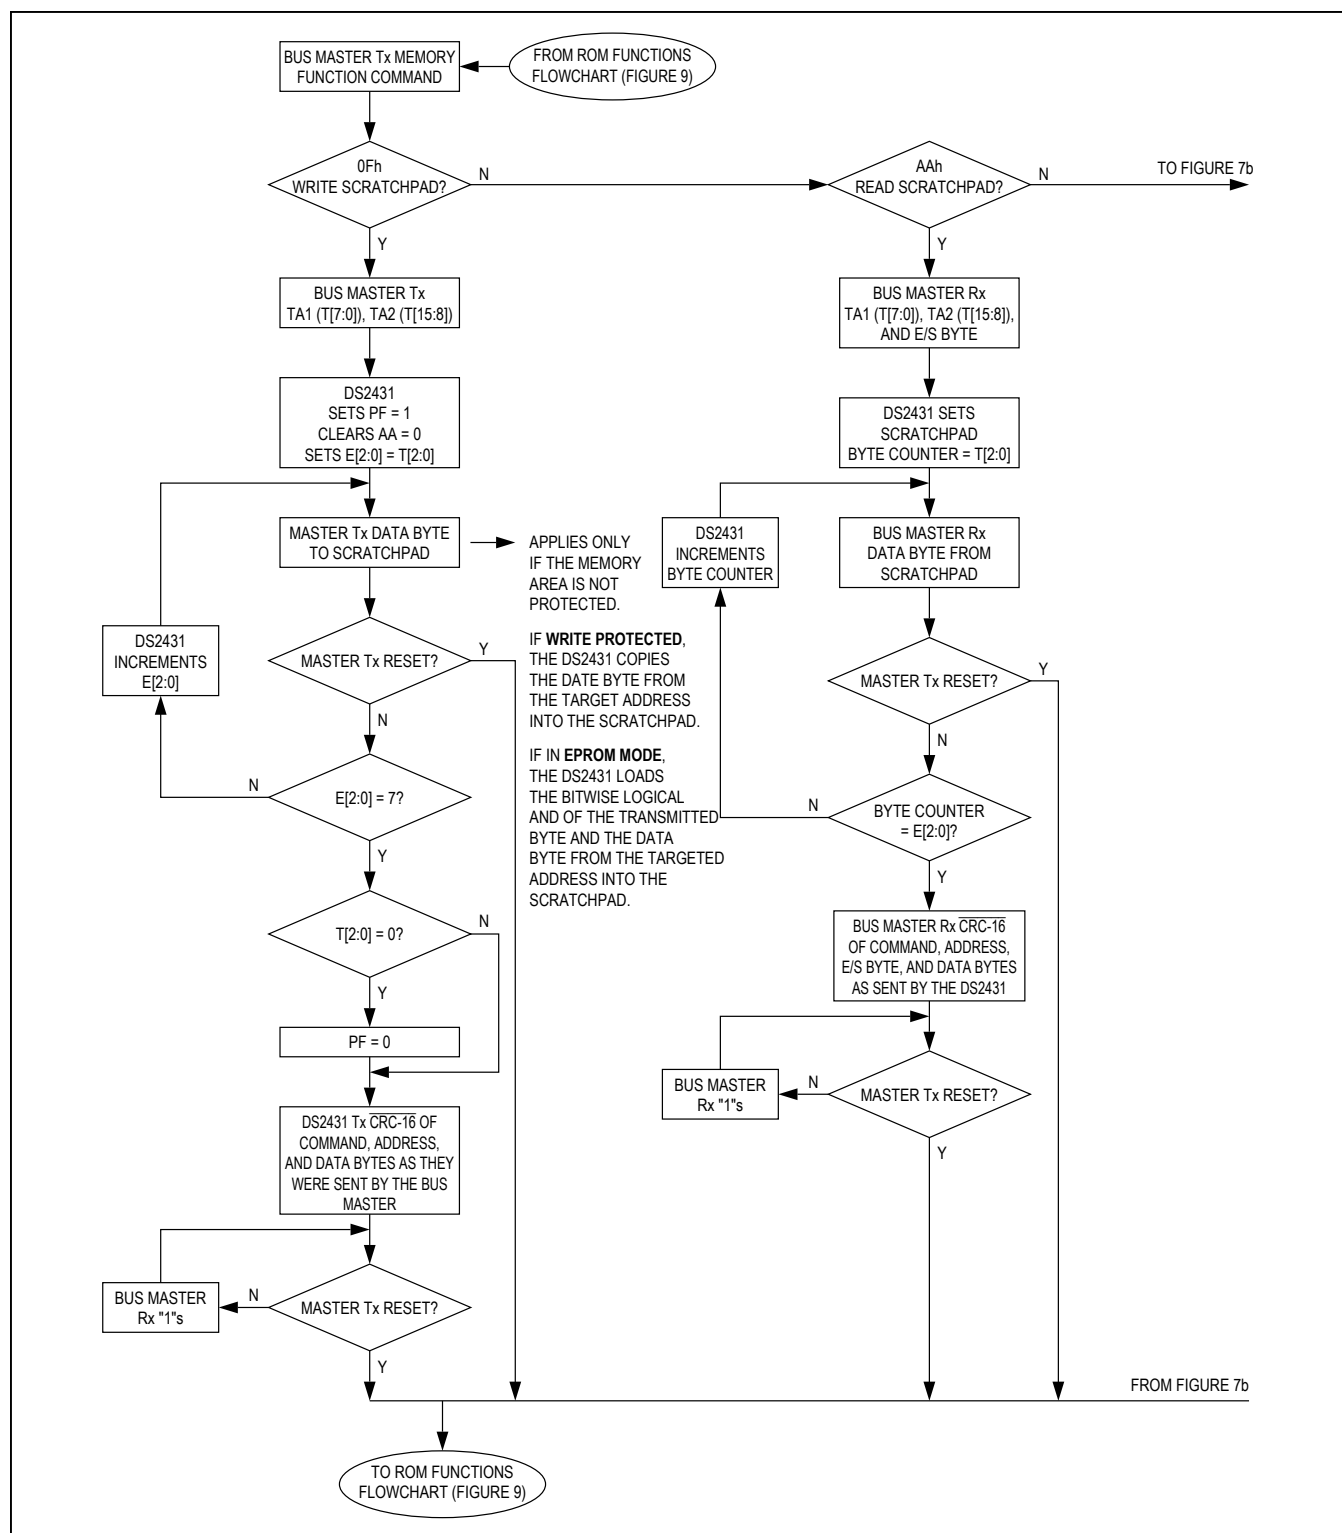 BUS MASTER Tx MEMORY
FUNCTION COMMAND
FROM ROM FUNCTIONS
FLOWCHART (FIGURE 9)
0Fh
WRITE SCRATCHPAD?
N
Y
AAh
READ SCRATCHPAD?
N
TO FIGURE 7b
Y
BUS MASTER Tx
TA1 (T[7:0]), TA2 (T[15:8])
DS2431
SETS PF = 1
CLEARS AA = 0
SETS E[2:0] = T[2:0]
MASTER Tx DATA BYTE
TO SCRATCHPAD
APPLIES ONLY
IF THE MEMORY
AREA IS NOT
PROTECTED.
IF WRITE PROTECTED,
THE DS2431 COPIES
THE DATE BYTE FROM
THE TARGET ADDRESS
INTO THE SCRATCHPAD.
IF IN EPROM MODE,
THE DS2431 LOADS
THE BITWISE LOGICAL
AND OF THE TRANSMITTED
BYTE AND THE DATA
BYTE FROM THE TARGETED
ADDRESS INTO THE
SCRATCHPAD.
DS2431
INCREMENTS
E[2:0]
MASTER Tx RESET?
Y
N
E[2:0] = 7?
N
Y
T[2:0] = 0?
N
Y
PF = 0
DS2431 Tx CRC-16 OF
COMMAND, ADDRESS,
AND DATA BYTES AS THEY
WERE SENT BY THE BUS
MASTER
BUS MASTER
Rx "1"s
N
MASTER Tx RESET?
Y
BUS MASTER Rx
TA1 (T[7:0]), TA2 (T[15:8]),
AND E/S BYTE
DS2431 SETS
SCRATCHPAD
BYTE COUNTER = T[2:0]
DS2431
INCREMENTS
BYTE COUNTER
BUS MASTER Rx
DATA BYTE FROM
SCRATCHPAD
MASTER Tx RESET?
Y
N
BYTE COUNTER
= E[2:0]?
N
Y
BUS MASTER Rx CRC-16
OF COMMAND, ADDRESS,
E/S BYTE, AND DATA BYTES
AS SENT BY THE DS2431
BUS MASTER
Rx "1"s
N
MASTER Tx RESET?
Y
FROM FIGURE 7b
TO ROM FUNCTIONS
FLOWCHART (FIGURE 9)